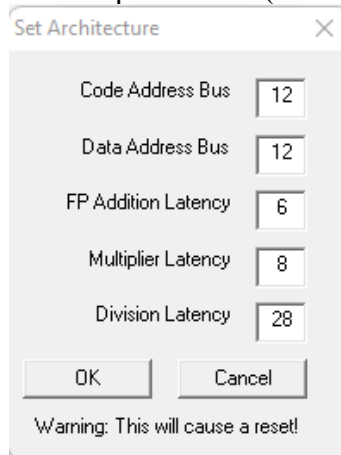 Set Architecture
Code Address Bus 12
Data Address Bus 12
FP Addition Latency 6
Multiplier Latency 8
Division Latency 28
OK Cancel
Warning: This will cause a reset!